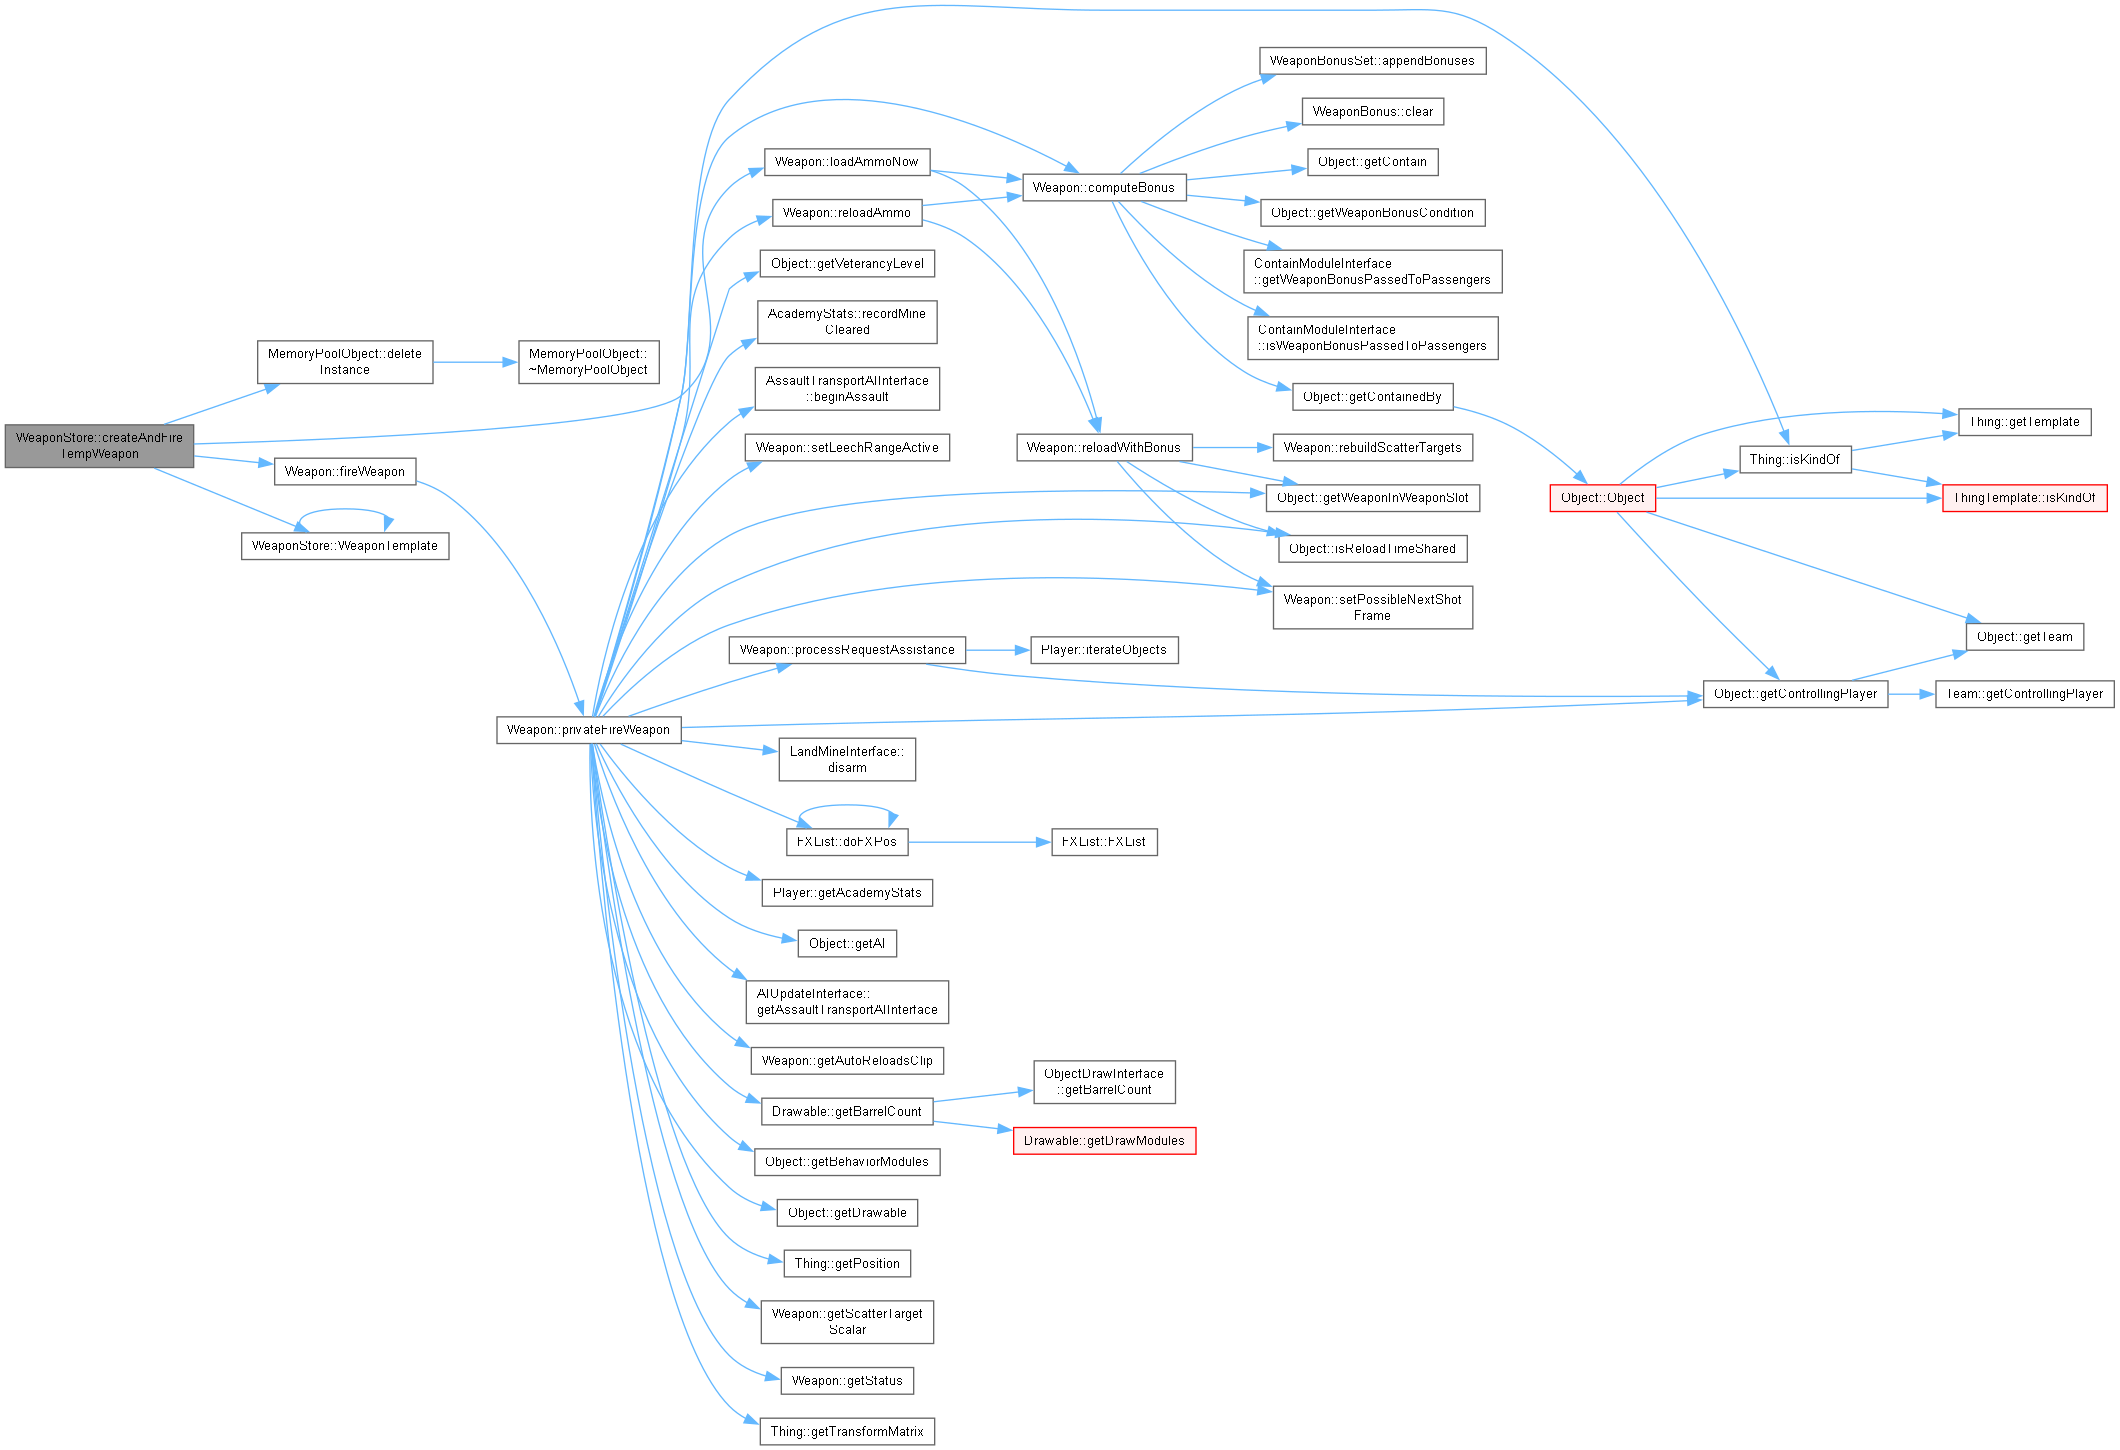 WeaponStore::createAndFire
TempWeapon
MemoryPoolObject::delete
Instance
MemoryPoolObject::
~MemoryPoolObject
Weapon::fireWeapon
WeaponStore::WeaponTemplate
Weapon::privateFireWeapon
Weapon::loadAmmoNow
Weapon::reloadAmmo
Object::getVeterancyLevel
AcademyStats::recordMine
Cleared
AssaultTransportAIInterface
::beginAssault
Weapon::setLeechRangeActive
Weapon::processRequestAssistance
LandMineInterface::
disarm
FXList::doFXPos
Player::getAcademyStats
Object::getAI
AIUpdateInterface::
getAssaultTransportAIInterface
Weapon::getAutoReloadsClip
Drawable::getBarrelCount
Object::getBehaviorModules
Object::getDrawable
Thing::getPosition
Weapon::getScatterTarget
Scalar
Weapon::getStatus
Thing::getTransformMatrix
Weapon::computeBonus
Weapon::reloadWithBonus
Player::iterateObjects
FXList::FXList
ObjectDrawInterface
::getBarrelCount
Drawable::getDrawModules
WeaponBonusSet::appendBonuses
WeaponBonus::clear
Object::getContain
Object::getWeaponBonusCondition
ContainModuleInterface
::getWeaponBonusPassedToPassengers
ContainModuleInterface
::isWeaponBonusPassedToPassengers
Object::getContainedBy
Weapon::rebuildScatterTargets
Object::getWeaponInWeaponSlot
Object::isReloadTimeShared
Weapon::setPossibleNextShot
Frame
Object::Object
Thing::isKindOf
Object::getControllingPlayer
Thing::getTemplate
ThingTemplate::isKindOf
Object::getTeam
Team::getControllingPlayer